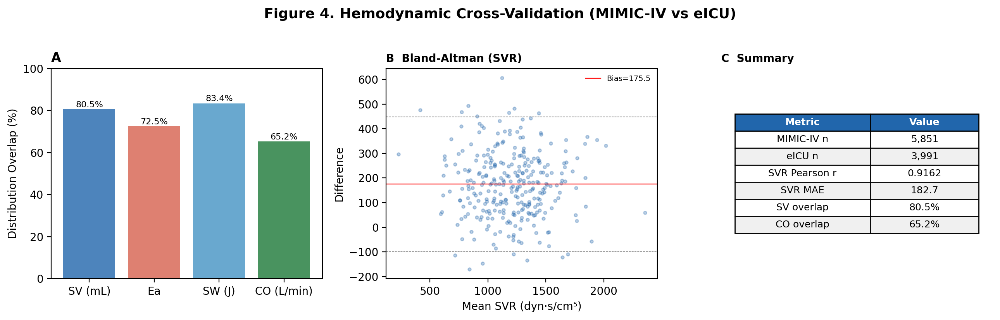 Figure 4. Hemodynamic Cross-Validation (MIMIC-IV vs eICU)
A
Distribution Overlap (%)
100
80
60
40
20
0
80.5%
72.5%
83.4%
65.2%
SV (mL)
Ea
SW (J)
CO (L/min)
B Bland-Altman (SVR)
Bias=175.5
Difference
600
500
400
300
200
100
0
−100
−200
500
1000
1500
2000
Mean SVR (dyn·s/cm⁵)
C Summary
Metric Value
MIMIC-IV n 5,851
eICU n 3,991
SVR Pearson r 0.9162
SVR MAE 182.7
SV overlap 80.5%
CO overlap 65.2%